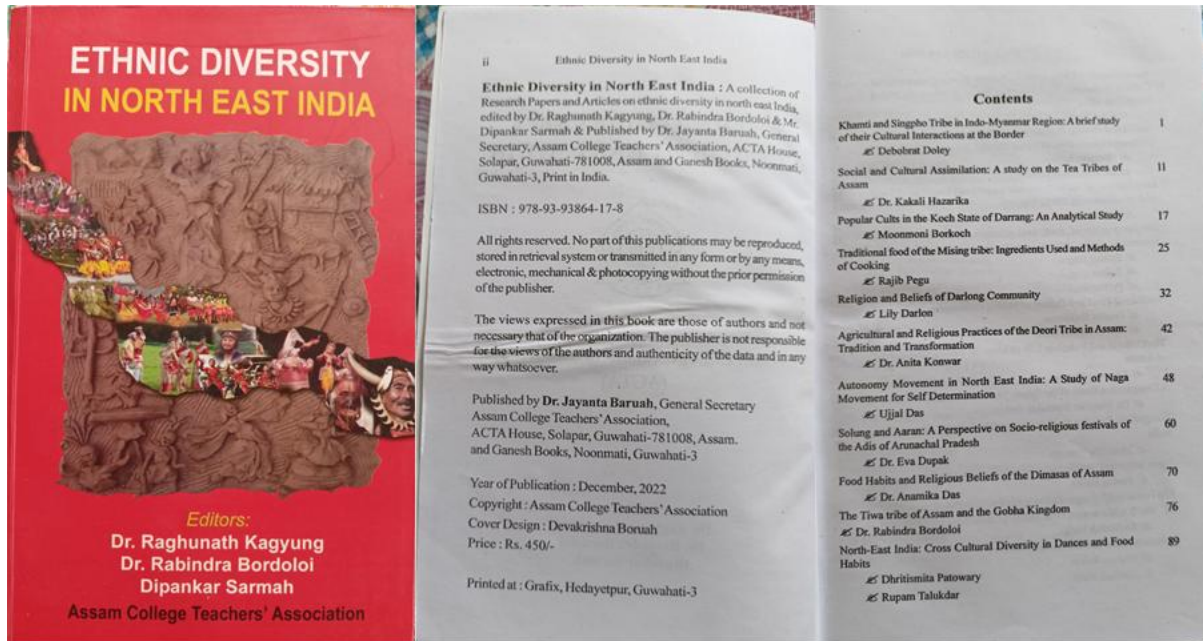 ETHNIC DIVERSITY
IN NORTH EAST INDIA
Editors:
Dr. Raghunath Kagyung
Dr. Rabindra Bordoloi
Dipankar Sarmah
Assam College Teachers' Association
ii Ethnic Diversity in North East India
Ethnic Diversity in North East India : A collection of
Research Papers and Articles on ethnic diversity in north east India,
edited by Dr. Raghunath Kagyung, Dr. Rabindra Bordoloi & Mr.
Dipankar Sarmah & Published by Dr. Jayanta Baruah, General
Secretary, Assam College Teachers' Association, ACTA House,
Solapar, Guwahati-781008, Assam and Ganesh Books, Noonmati,
Guwahati-3, Print in India.
ISBN : 978-93-93864-17-8
All rights reserved. No part of this publications may be reproduced,
stored in retrieval system or transmitted in any form or by any means,
electronic, mechanical & photocopying without the prior permission
of the publisher.
The views expressed in this book are those of authors and not
necessary that of the organization. The publisher is not responsible
for the views of the authors and authenticity of the data and in any
way whatsoever.
Published by Dr. Jayanta Baruah, General Secretary
Assam College Teachers' Association,
ACTA House, Solapar, Guwahati-781008, Assam.
and Ganesh Books, Noonmati, Guwahati-3
Year of Publication : December, 2022
Copyright : Assam College Teachers' Association
Cover Design : Devakrishna Boruah
Price : Rs. 450/-
Printed at : Grafix, Hedayetpur, Guwahati-3
Contents
Khamti and Singpho Tribe in Indo-Myanmar Region: A brief study 1
of their Cultural Interactions at the Border
Debobrat Doley
Social and Cultural Assimilation: A study on the Tea Tribes of 11
Assam
Dr. Kakali Hazarika
Popular Cults in the Koch State of Darrang: An Analytical Study 17
Moonmoni Borkoch
Traditional food of the Mising tribe: Ingredients Used and Methods 25
of Cooking
Rajib Pegu
Religion and Beliefs of Darlong Community 32
Lily Darlon
Agricultural and Religious Practices of the Deori Tribe in Assam: 42
Tradition and Transformation
Dr. Anita Konwar
Autonomy Movement in North East India: A Study of Naga 48
Movement for Self Determination
Ujjal Das
Solung and Aaran: A Perspective on Socio-religious festivals of 60
the Adis of Arunachal Pradesh
Dr. Eva Dupak
Food Habits and Religious Beliefs of the Dimasas of Assam 70
Dr. Anamika Das
The Tiwa tribe of Assam and the Gobha Kingdom 76
Dr. Rabindra Bordoloi
North-East India: Cross Cultural Diversity in Dances and Food 89
Habits
Dhritismita Patowary
Rupam Talukdar